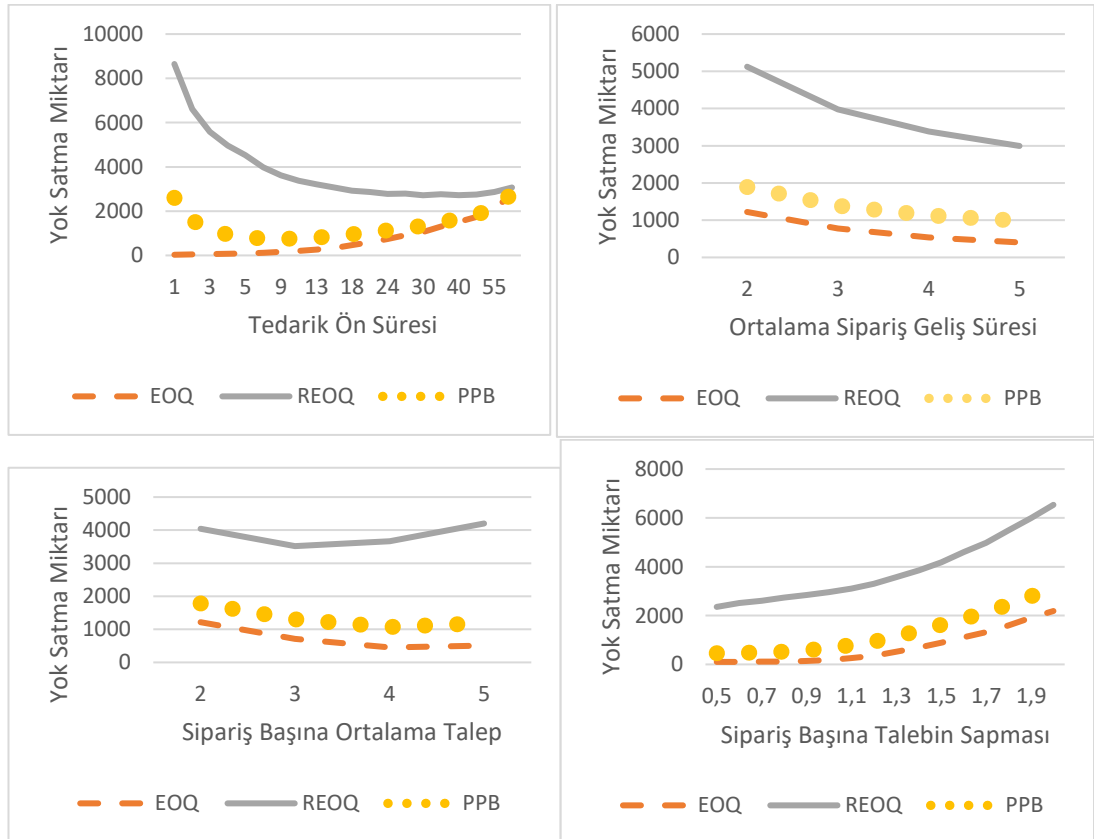 10000
8000
6000
4000
2000
0
Yok Satma Miktarı
1 3 5 9 13 18 24 30 40 55
Tedarik Ön Süresi
EOQ REOQ PPB
6000
5000
4000
3000
2000
1000
0
Yok Satma Miktarı
2 3 4 5
Ortalama Sipariş Geliş Süresi
EOQ REOQ PPB
5000
4000
3000
2000
1000
0
Yok Satma Miktarı
2 3 4 5
Sipariş Başına Ortalama Talep
EOQ REOQ PPB
8000
6000
4000
2000
0
Yok Satma Miktarı
0,5 0,7 0,9 1,1 1,3 1,5 1,7 1,9
Sipariş Başına Talebin Sapması
EOQ REOQ PPB